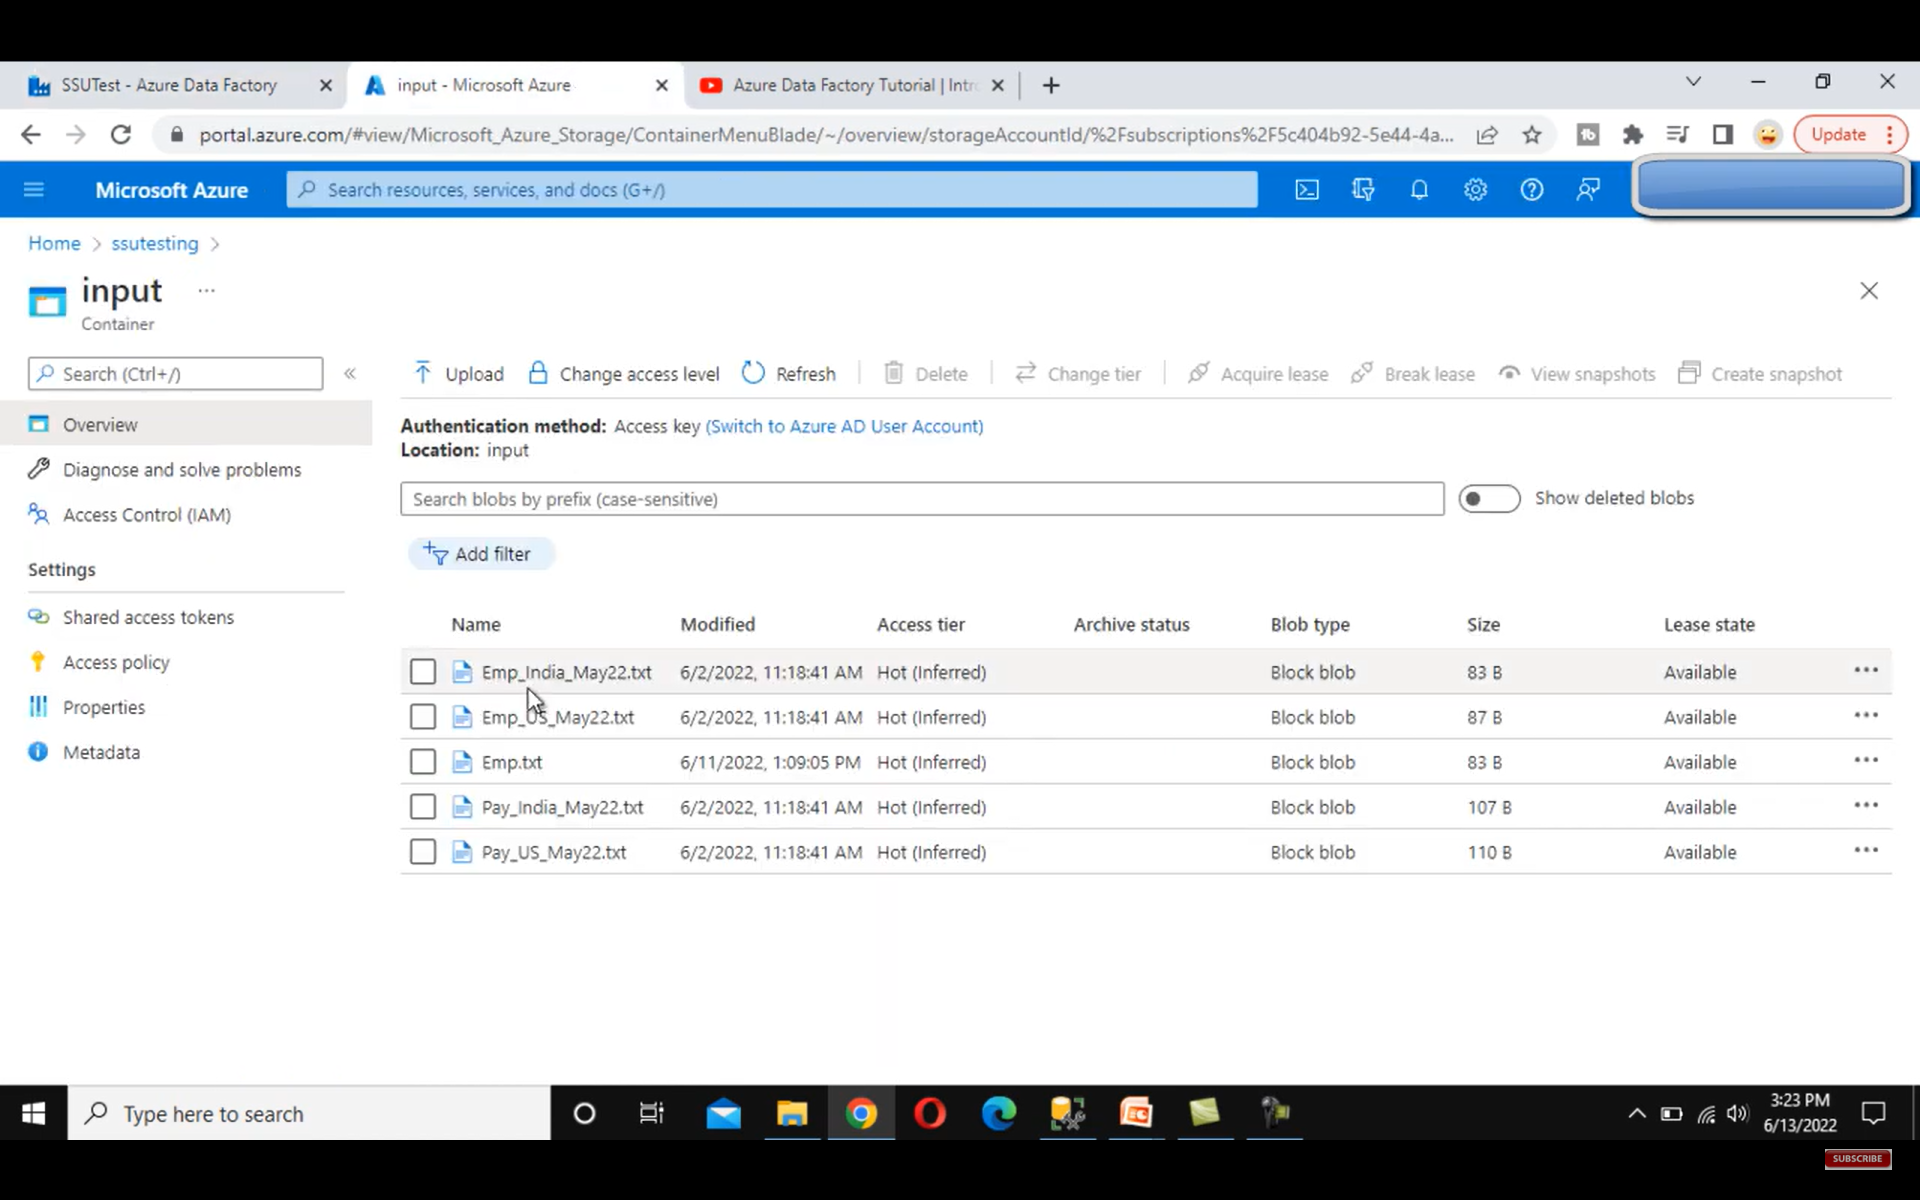 SSUTest - Azure Data Factory
input - Microsoft Azure
Azure Data Factory Tutorial | Intr
portal.azure.com/#view/Microsoft_Azure_Storage/ContainerMenuBlade/~/overview/storageAccountId/%2Fsubscriptions%2F5c404b92-5e44-4a...
Update
Microsoft Azure
Search resources, services, and docs (G+/)
Home > ssutesting >
input ...
Container
Search (Ctrl+/)
«
Upload Change access level Refresh Delete Change tier Acquire lease Break lease View snapshots Create snapshot
Overview
Diagnose and solve problems
Access Control (IAM)
Settings
Shared access tokens
Access policy
Properties
Metadata
Authentication method: Access key (Switch to Azure AD User Account)
Location: input
Search blobs by prefix (case-sensitive)
Show deleted blobs
Add filter
Name Modified Access tier Archive status Blob type Size Lease state
Emp_India_May22.txt 6/2/2022, 11:18:41 AM Hot (Inferred) Block blob 83 B Available ...
Emp_US_May22.txt 6/2/2022, 11:18:41 AM Hot (Inferred) Block blob 87 B Available ...
Emp.txt 6/11/2022, 1:09:05 PM Hot (Inferred) Block blob 83 B Available ...
Pay_India_May22.txt 6/2/2022, 11:18:41 AM Hot (Inferred) Block blob 107 B Available ...
Pay_US_May22.txt 6/2/2022, 11:18:41 AM Hot (Inferred) Block blob 110 B Available ...
Type here to search
3:23 PM
6/13/2022
SUBSCRIBE